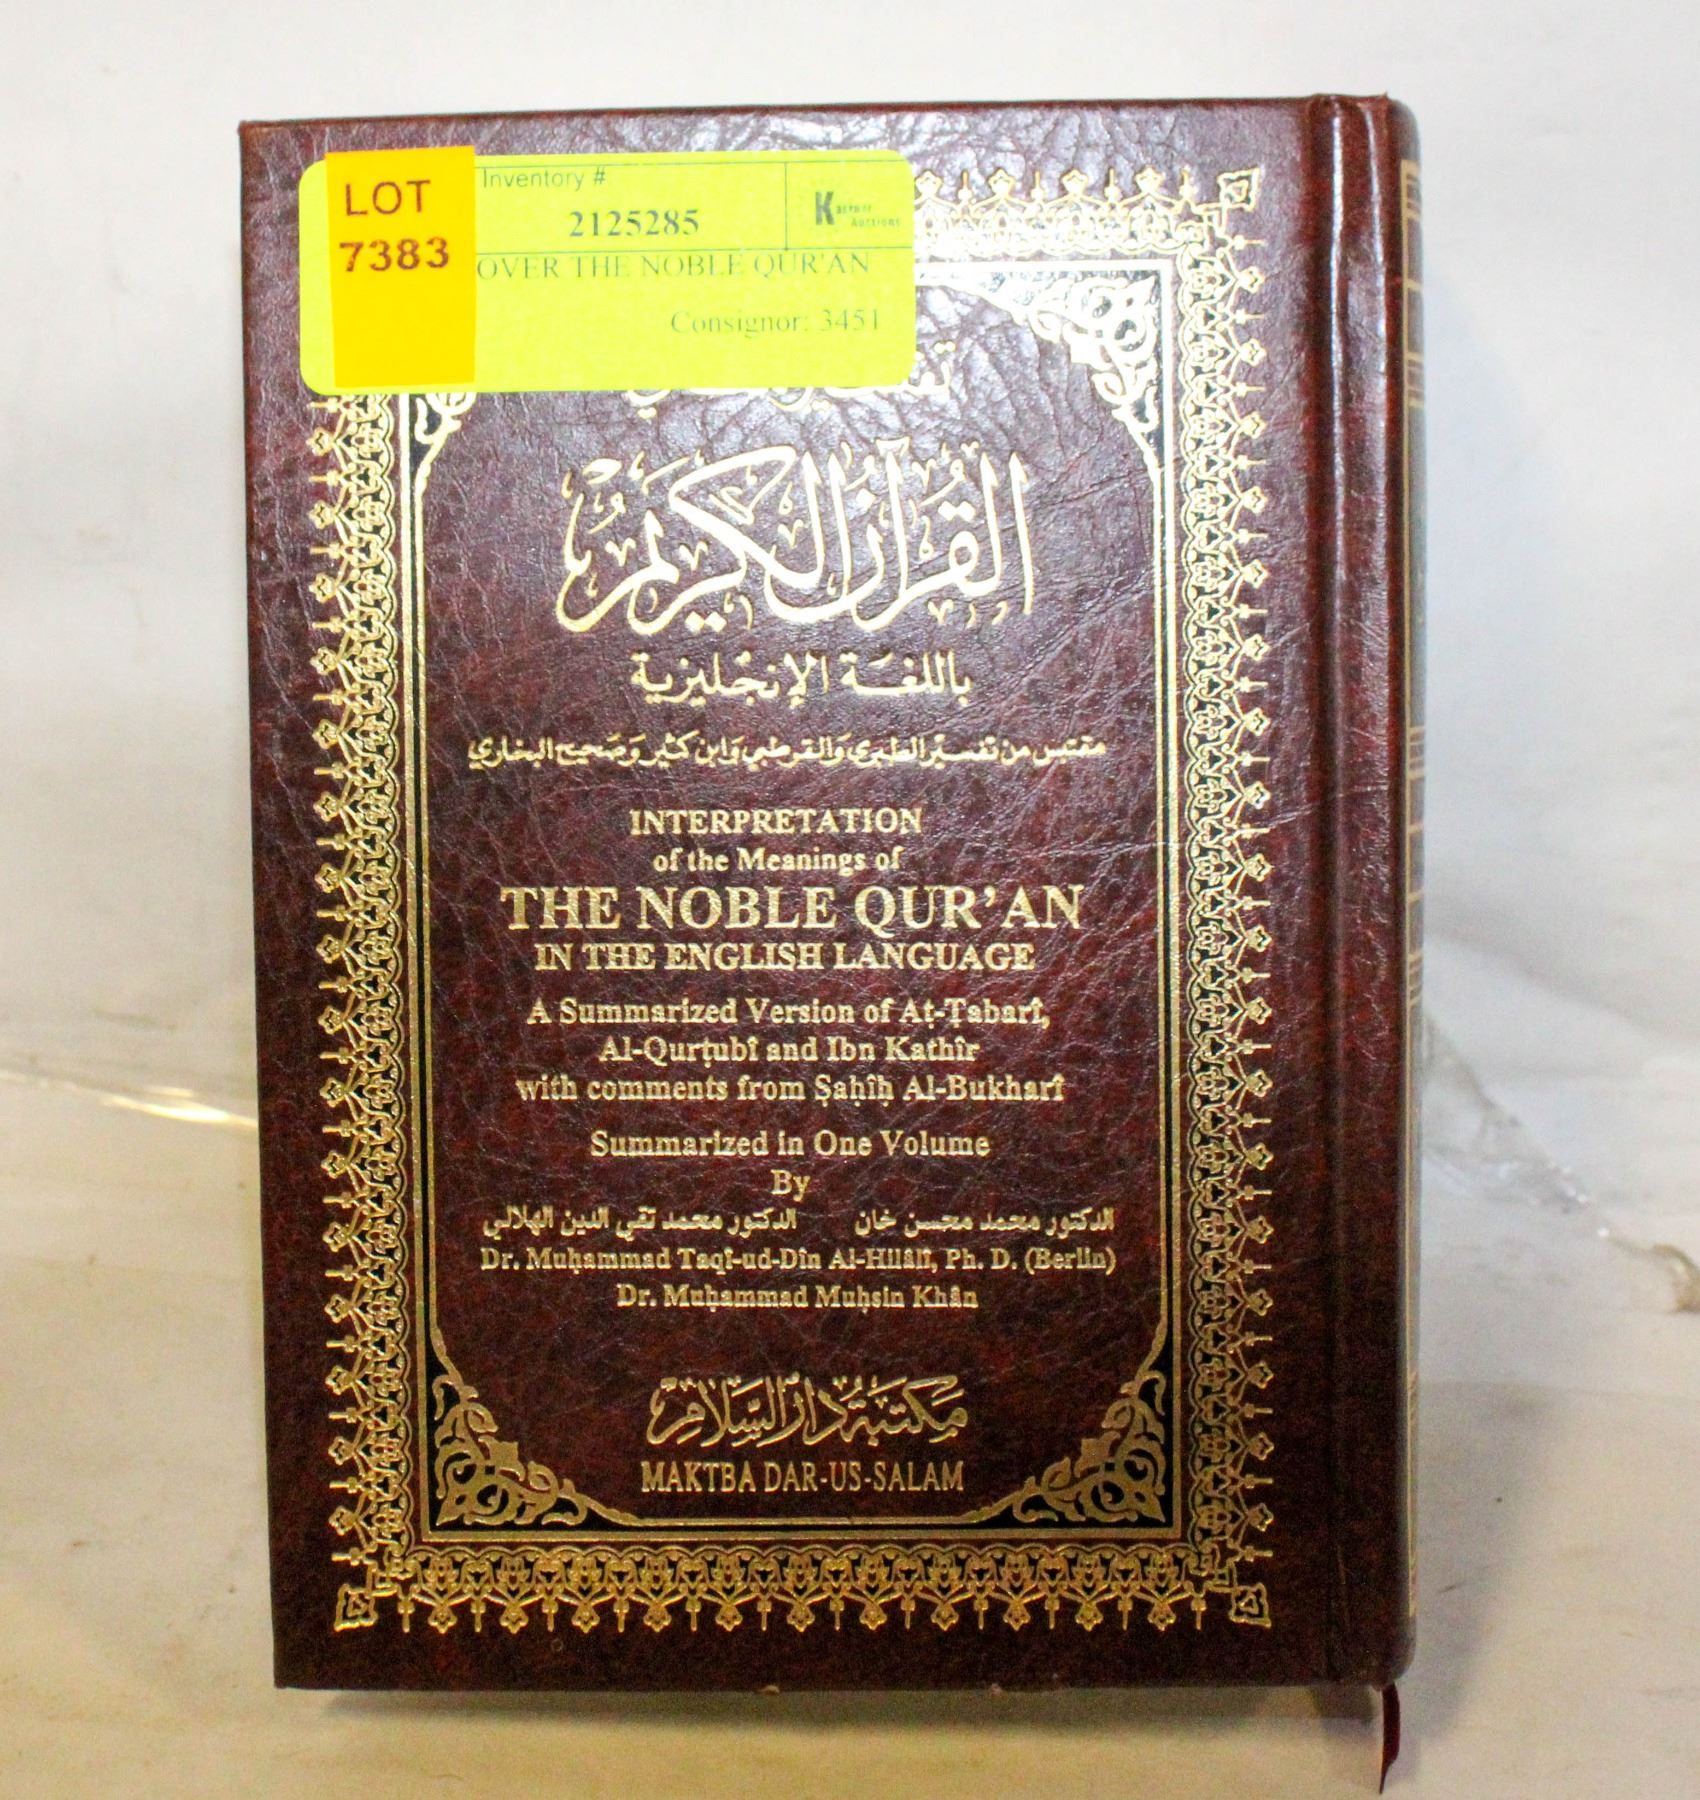 LOT
7383
Inventory #
2125285
OVER THE NOBLE QUR'AN
Consignor: 3451
القرآن الكريم
باللغة الإنجليزية
مقتبس من تفسير الطبري والقرطبي وابن كثير وصحيح البخاري
INTERPRETATION
of the Meanings of
THE NOBLE QUR'AN
IN THE ENGLISH LANGUAGE
A Summarized Version of Aṭ-Ṭabarî,
Al-Qurṭubî and Ibn Kathîr
with comments from Ṣaḥîḥ Al-Bukharî
Summarized in One Volume
By
الدكتور محمد محسن خان الدكتور محمد تقي الدين الهلالي
Dr. Muḥammad Taqî-ud-Dîn Al-Hilâlî, Ph. D. (Berlin)
Dr. Muḥammad Muḥsin Khân
مكتبة دار السلام
MAKTBA DAR-US-SALAM